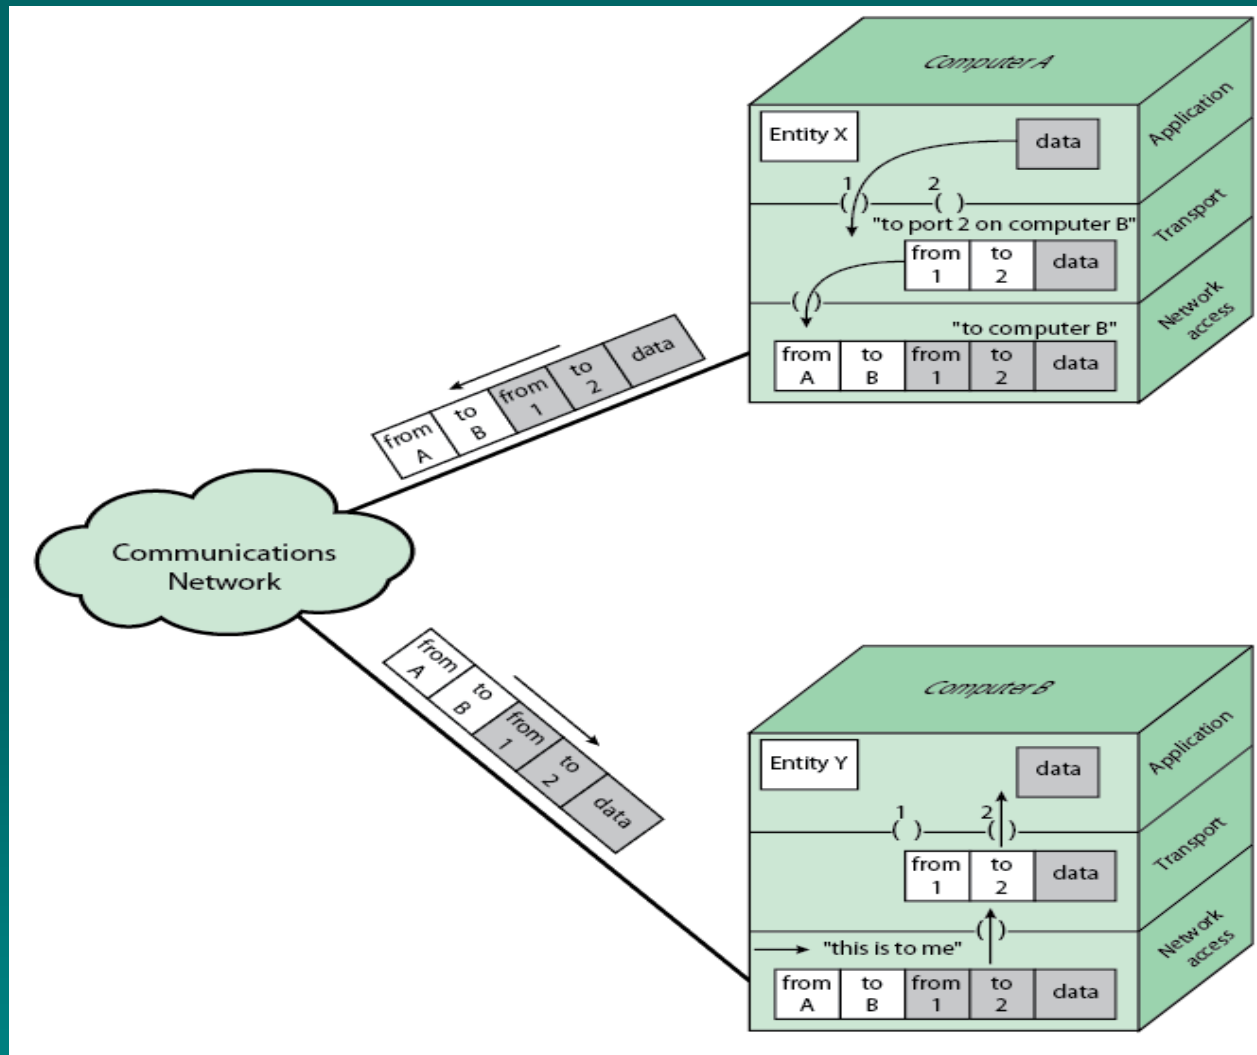 Computer A
Entity X
data
Application
1 2
"to port 2 on computer B"
from to data
1 2
Transport
"to computer B"
from to from to data
A B 1 2
Network
access
from to from to data
A B 1 2
Communications
Network
from to from to data
A B 1 2
Computer B
Entity Y
data
Application
1 2
from to data
1 2
Transport
"this is to me"
from to from to data
A B 1 2
Network
access